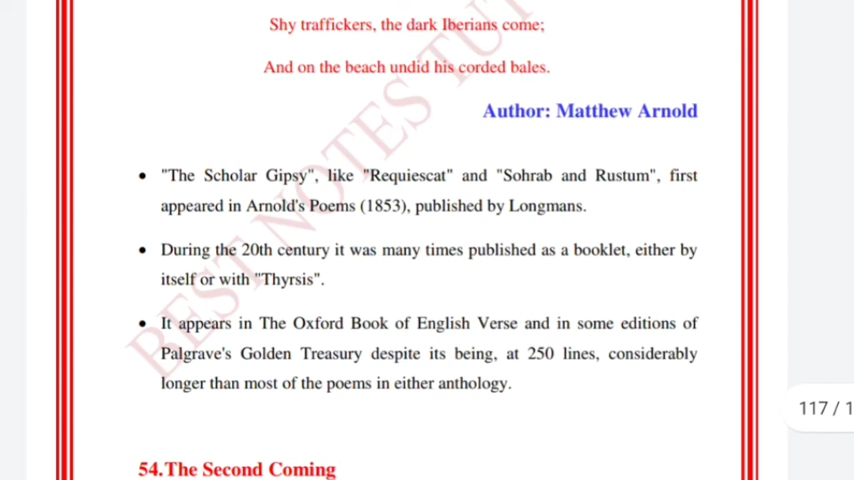 Shy traffickers, the dark Iberians come;
And on the beach undid his corded bales.
Author: Matthew Arnold
• "The Scholar Gipsy", like "Requiescat" and "Sohrab and Rustum", first
appeared in Arnold's Poems (1853), published by Longmans.
• During the 20th century it was many times published as a booklet, either by
itself or with "Thyrsis".
• It appears in The Oxford Book of English Verse and in some editions of
Palgrave's Golden Treasury despite its being, at 250 lines, considerably
longer than most of the poems in either anthology.
117 / 1
54.The Second Coming
BEST NOTES TUT